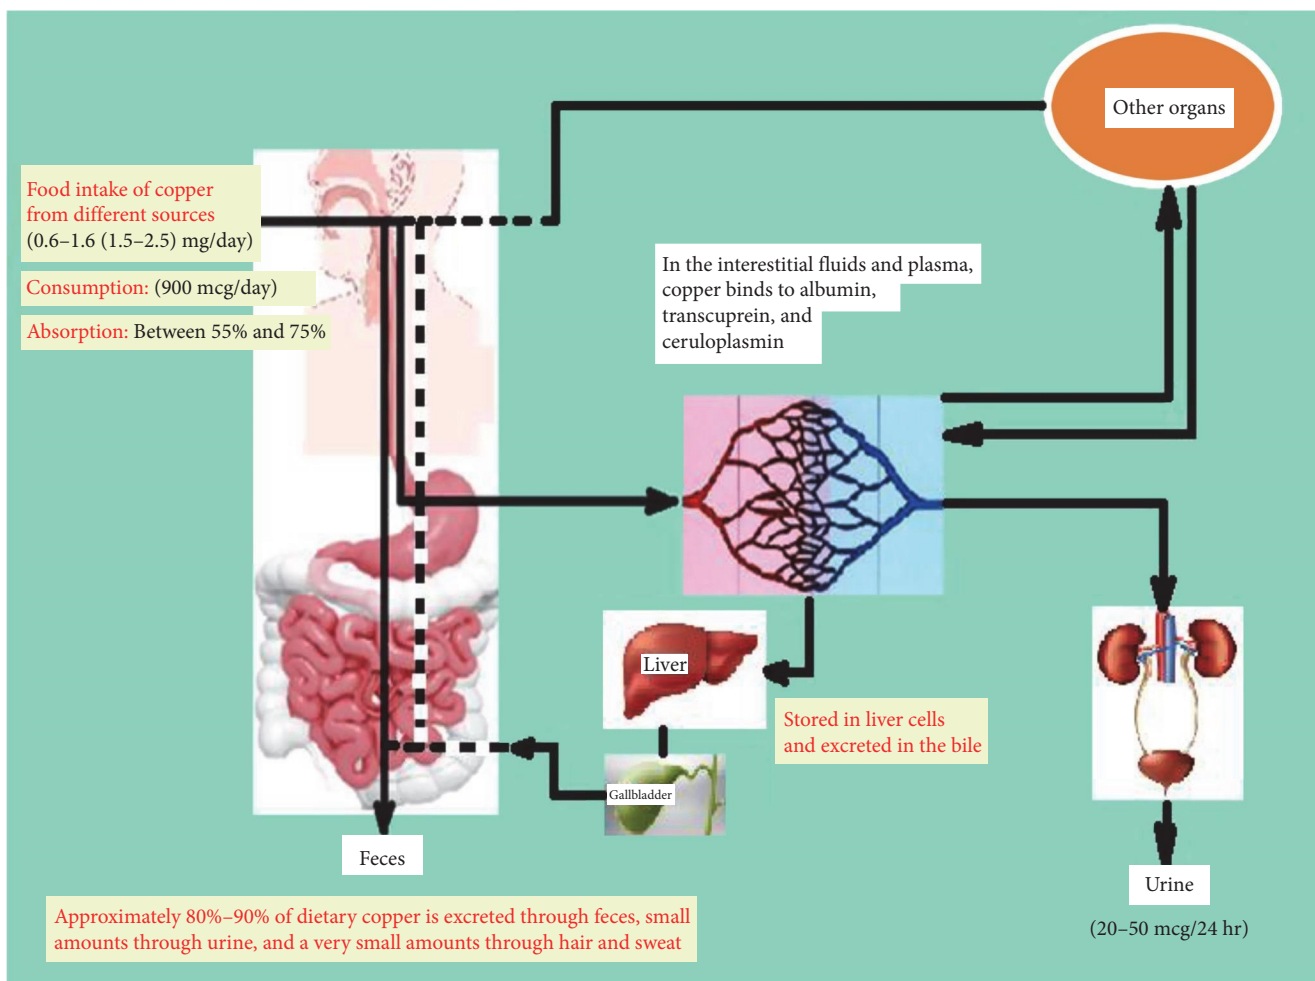 Other organs
Food intake of copper
from different sources
(0.6–1.6 (1.5–2.5) mg/day)
Consumption: (900 mcg/day)
Absorption: Between 55% and 75%
In the interestitial fluids and plasma,
copper binds to albumin,
transcuprein, and
ceruloplasmin
Liver
Stored in liver cells
and excreted in the bile
Gallbladder
Feces
Urine
(20–50 mcg/24 hr)
Approximately 80%–90% of dietary copper is excreted through feces, small
amounts through urine, and a very small amounts through hair and sweat